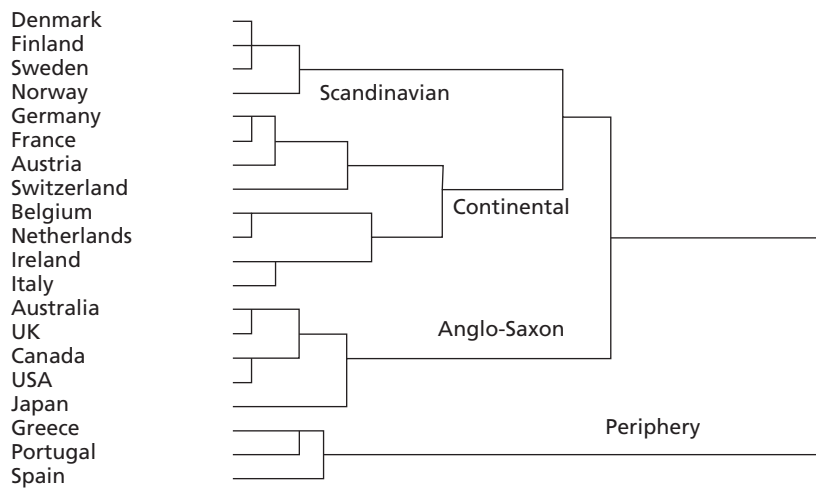 Denmark
Finland
Sweden
Norway
Scandinavian
Germany
France
Austria
Switzerland
Belgium
Continental
Netherlands
Ireland
Italy
Australia
UK
Anglo-Saxon
Canada
USA
Japan
Greece
Periphery
Portugal
Spain